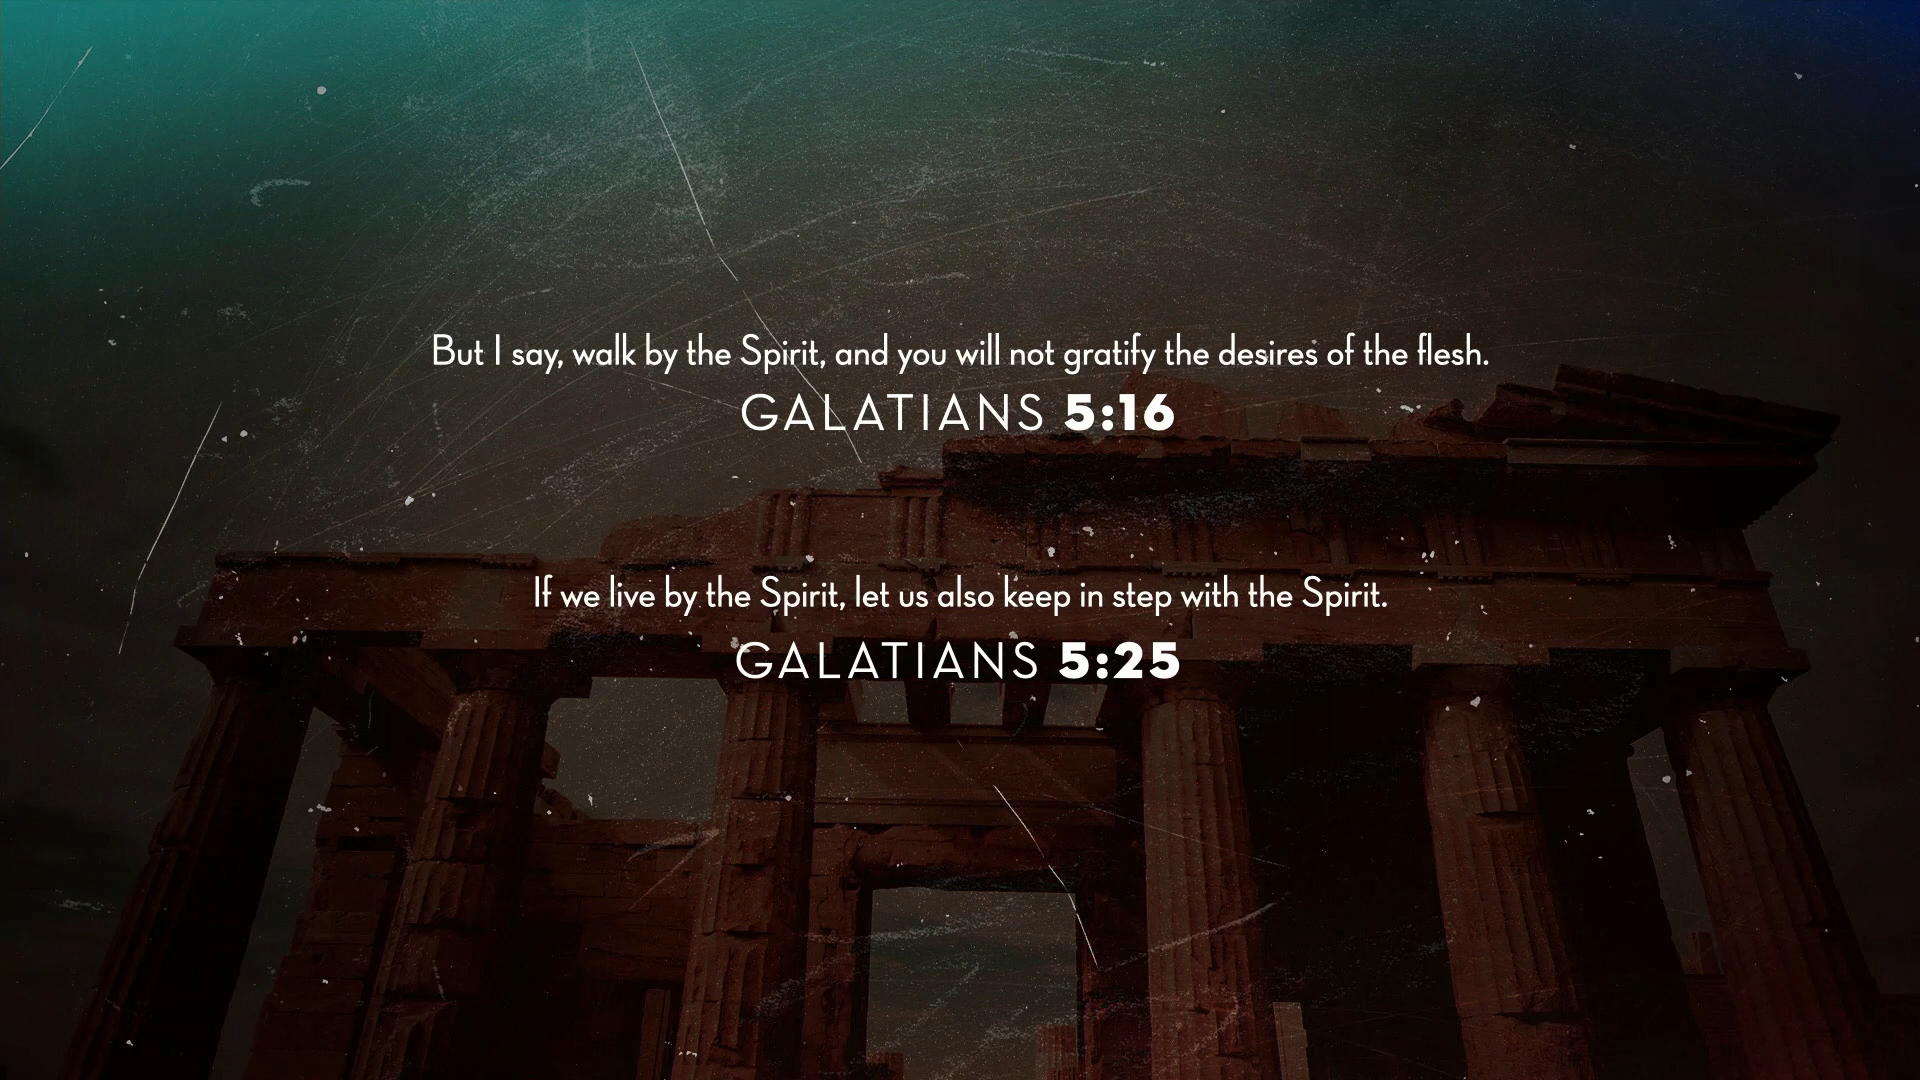 But I say, walk by the Spirit, and you will not gratify the desires of the flesh.
GALATIANS 5:16
If we live by the Spirit, let us also keep in step with the Spirit.
GALATIANS 5:25